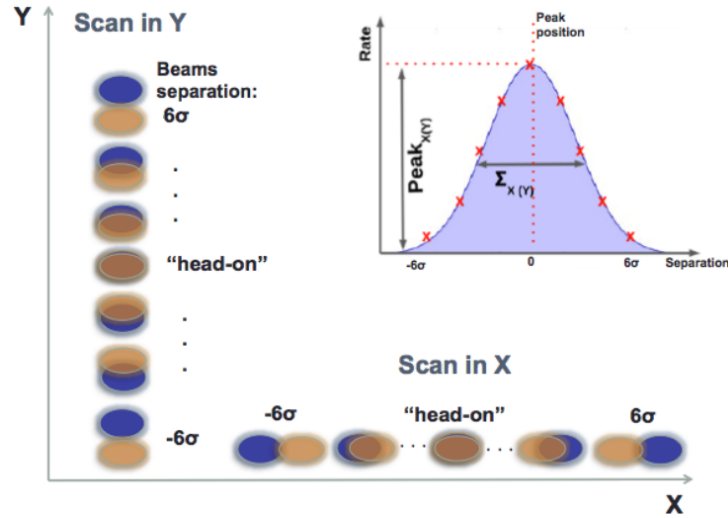 Y
Scan in Y
Beams
separation:
6σ
.
.
.
“head-on”
.
.
.
-6σ
Peak
position
Rate
Peak X(Y)
Σ X (Y)
-6σ
0
6σ
Separation
Scan in X
-6σ
“head-on”
6σ
. . .
. . .
X